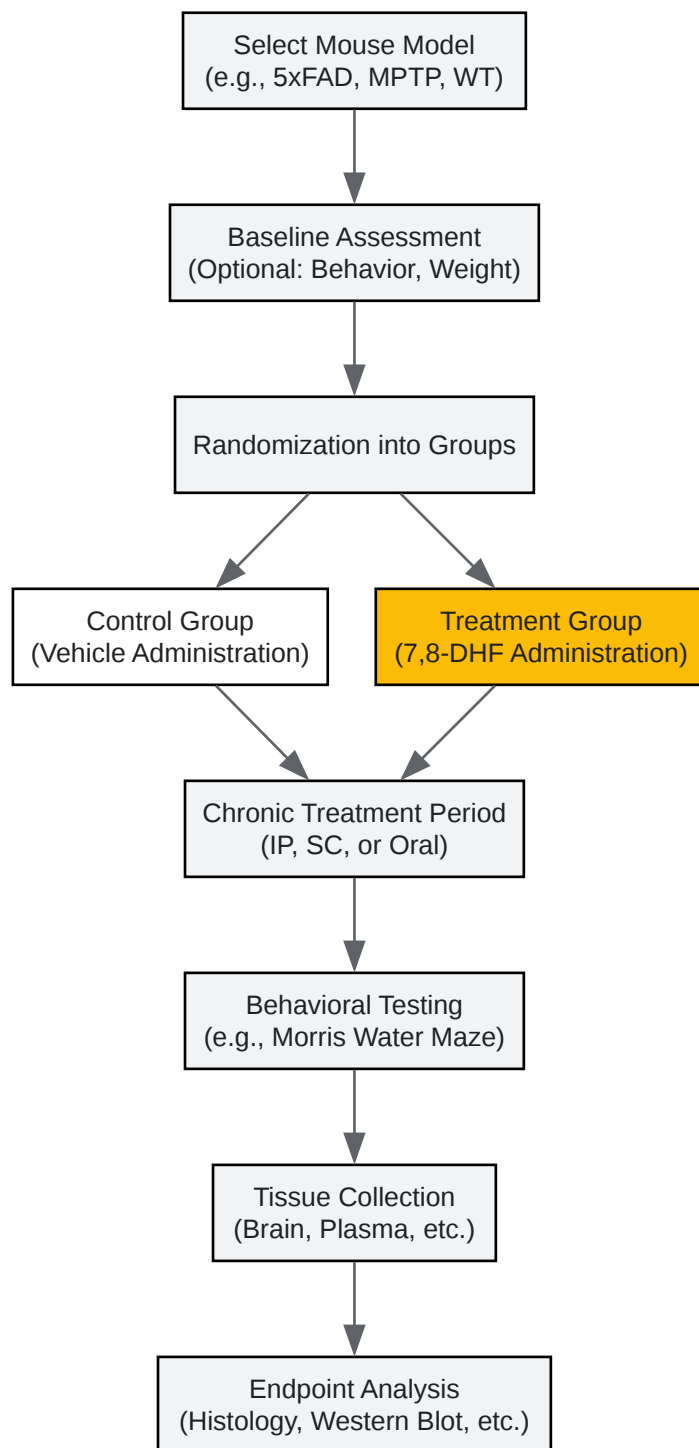 Select Mouse Model
(e.g., 5xFAD, MPTP, WT)
Baseline Assessment
(Optional: Behavior, Weight)
Randomization into Groups
Control Group
(Vehicle Administration)
Treatment Group
(7,8-DHF Administration)
Chronic Treatment Period
(IP, SC, or Oral)
Behavioral Testing
(e.g., Morris Water Maze)
Tissue Collection
(Brain, Plasma, etc.)
Endpoint Analysis
(Histology, Western Blot, etc.)